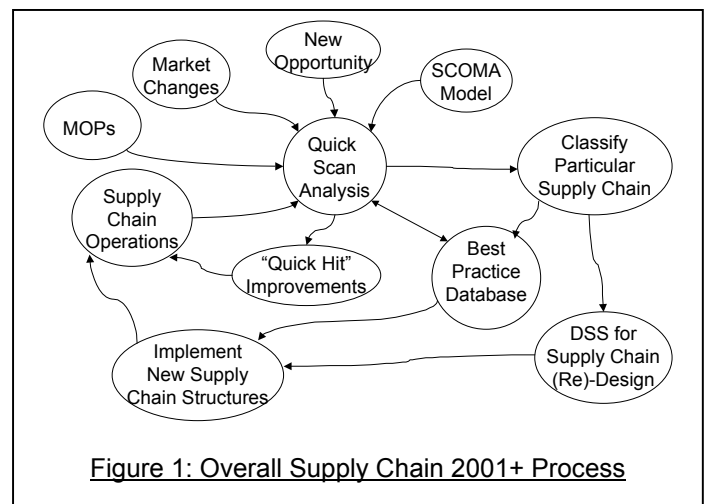 New
Opportunity
Market
Changes
SCOMA
Model
MOPs
Quick
Scan
Analysis
Classify
Particular
Supply Chain
Supply
Chain
Operations
“Quick Hit”
Improvements
Best
Practice
Database
Implement
New Supply
Chain Structures
DSS for
Supply Chain
(Re)-Design
Figure 1: Overall Supply Chain 2001+ Process